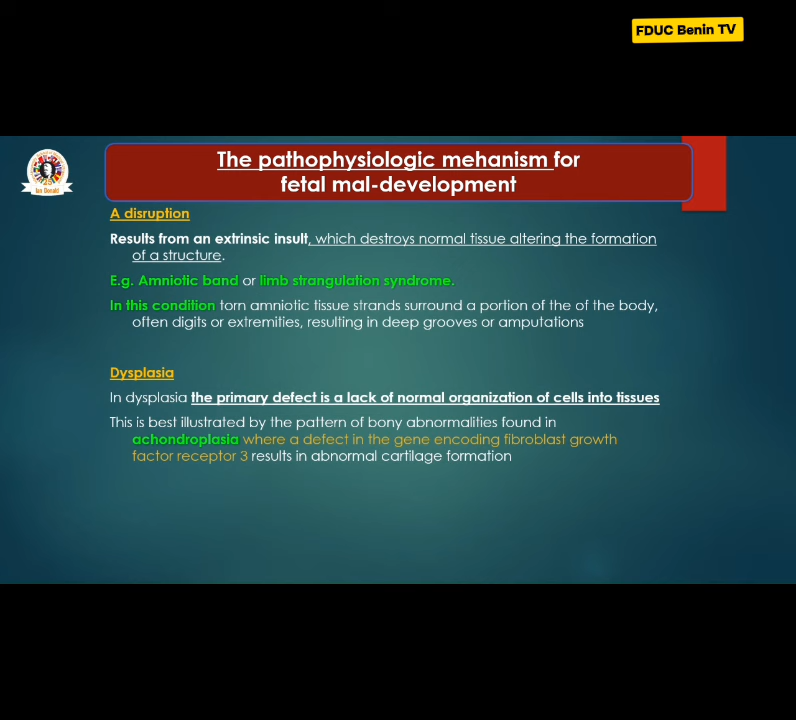 FDUC Benin TV
The pathophysiologic mehanism for
fetal mal-development
Ian Donald
A disruption
Results from an extrinsic insult, which destroys normal tissue altering the formation
of a structure.
E.g. Amniotic band or limb strangulation syndrome.
In this condition torn amniotic tissue strands surround a portion of the of the body,
often digits or extremities, resulting in deep grooves or amputations
Dysplasia
In dysplasia the primary defect is a lack of normal organization of cells into tissues
This is best illustrated by the pattern of bony abnormalities found in
achondroplasia where a defect in the gene encoding fibroblast growth
factor receptor 3 results in abnormal cartilage formation